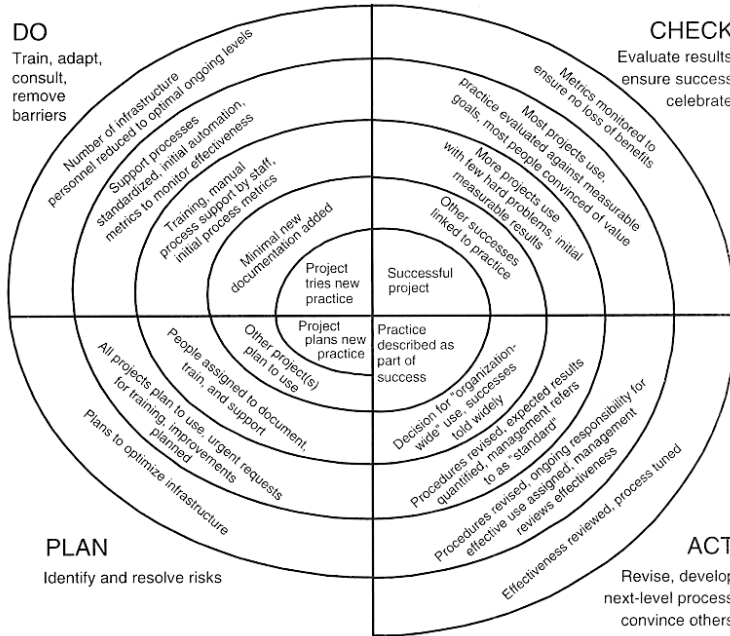 DO
Train, adapt,
consult,
remove
barriers
Number of infrastructure
personnel reduced to optimal ongoing levels
Support processes
standardized, initial automation,
metrics to monitor effectiveness
Training, manual
process support by staff,
initial process metrics
Minimal new
documentation added
Project
tries new
practice
CHECK
Evaluate results
ensure success
celebrate
Metrics monitored to
ensure no loss of benefits
Most projects use,
practice evaluated against measurable
goals, most people convinced of value
More projects use
with few hard problems, initial
measurable results
Other successes
linked to practice
Successful
project
Project
plans new
practice
Other project(s)
plan to use
People assigned to document,
train, and support
All projects plan to use, urgent requests
for training, improvements
planned
Plans to optimize infrastructure
PLAN
Identify and resolve risks
Practice
described as
part of
success
Decision for "organization-
wide" use, successes
told widely
Procedures revised, expected results
quantified, management refers
to as "standard"
Procedures revised, ongoing responsibility for
effective use assigned, management
reviews effectiveness
Effectiveness reviewed, process tuned
ACT
Revise, develop
next-level process
convince others